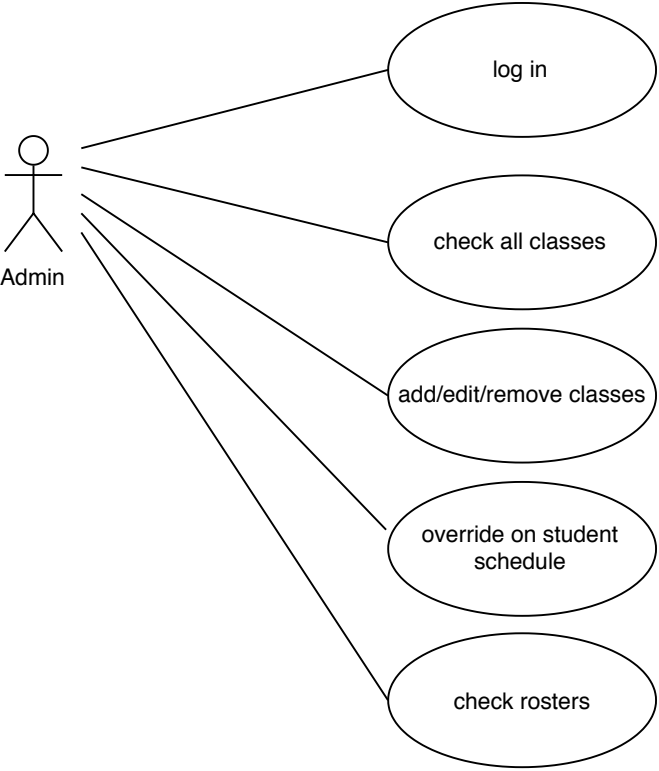 log in
check all classes
Admin
add/edit/remove classes
override on student
schedule
check rosters